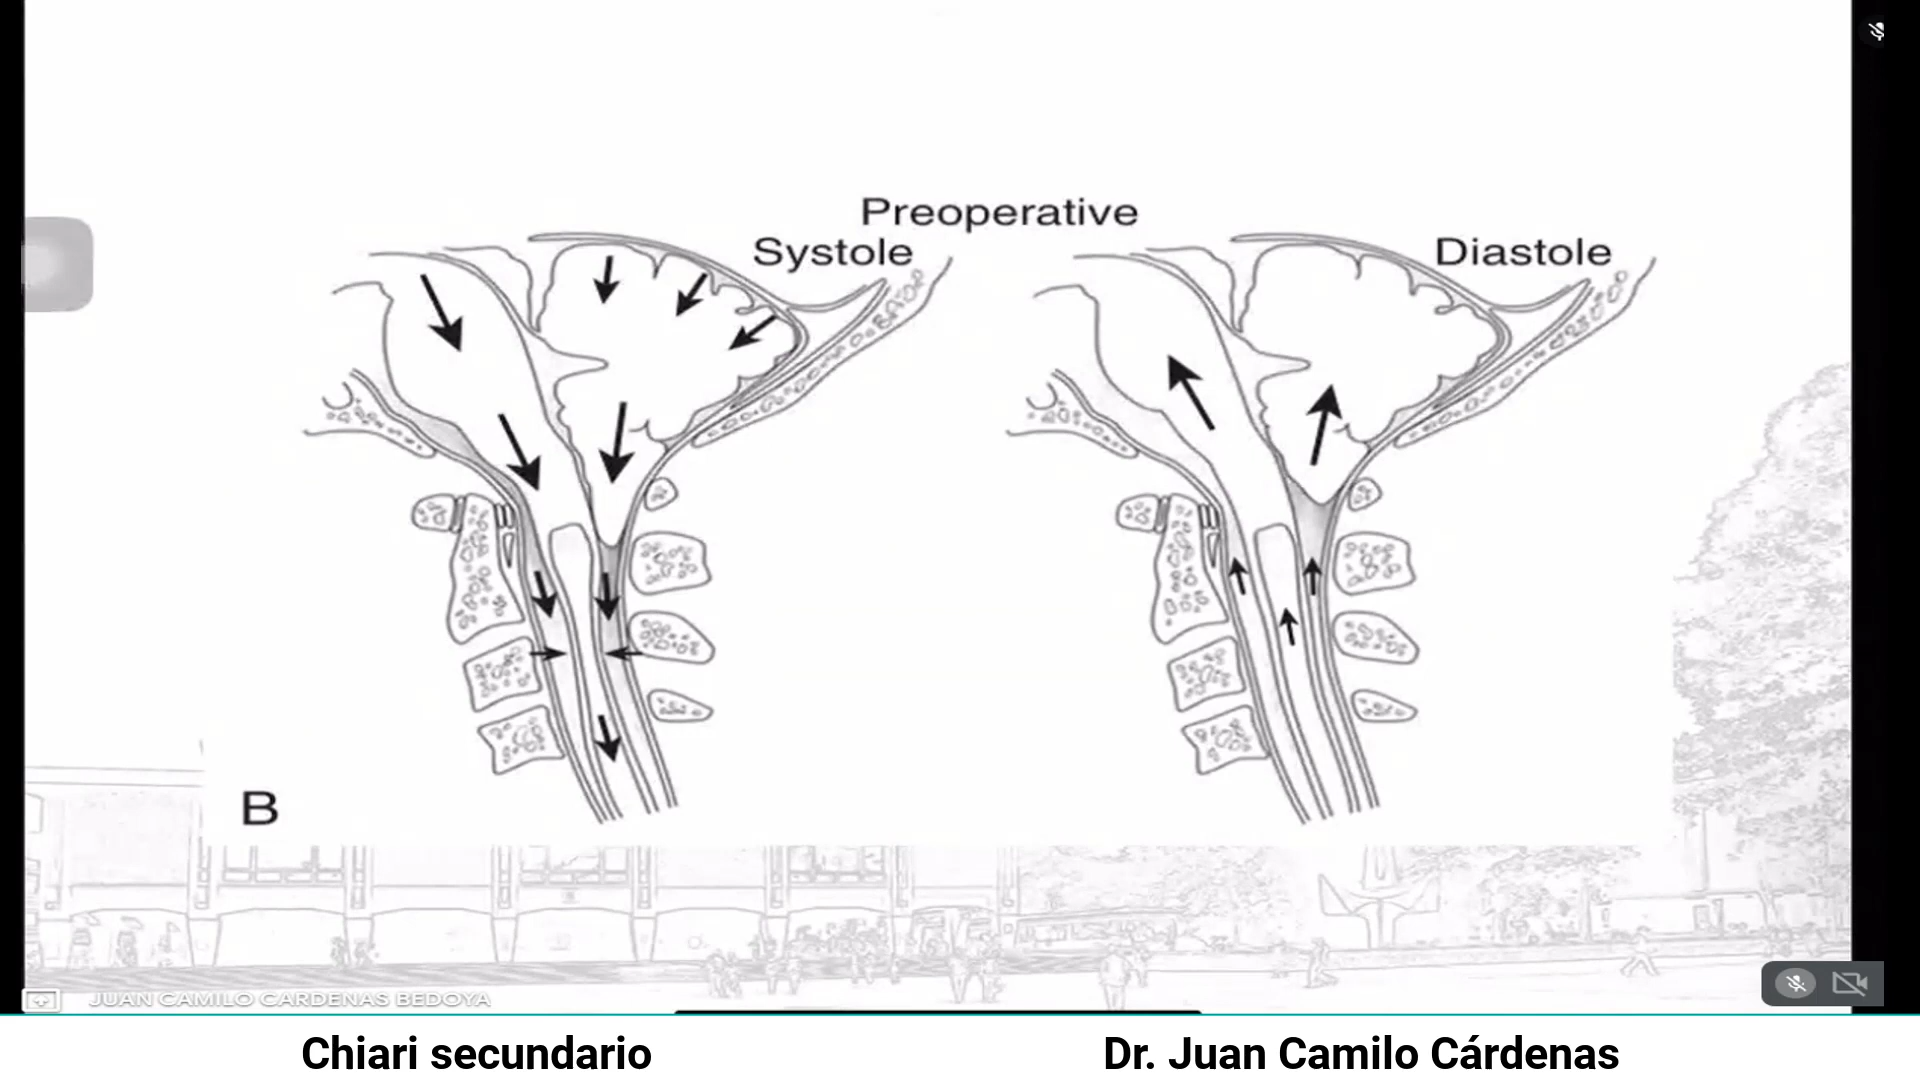 Preoperative
Systole
Diastole
B
JUAN CAMILO CARDENAS BEDOYA
Chiari secundario
Dr. Juan Camilo Cárdenas